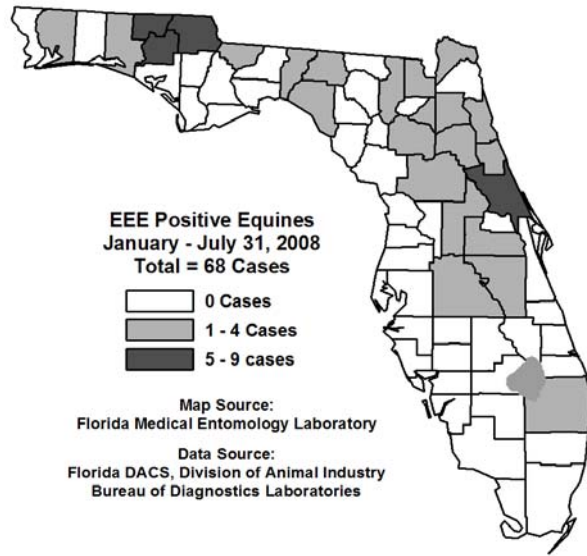 EEE Positive Equines
January - July 31, 2008
Total = 68 Cases
0 Cases
1 - 4 Cases
5 - 9 cases
Map Source:
Florida Medical Entomology Laboratory
Data Source:
Florida DACS, Division of Animal Industry
Bureau of Diagnostics Laboratories